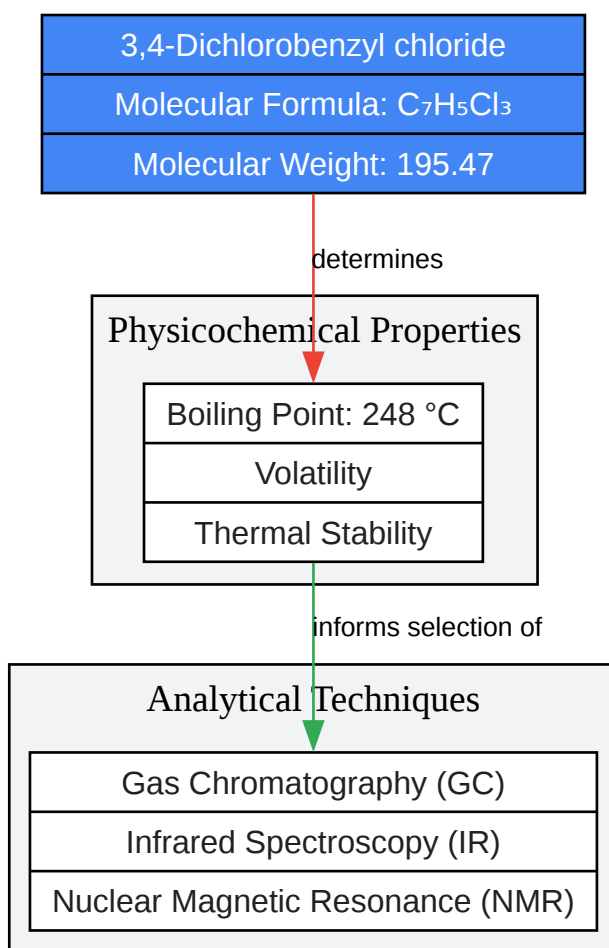 3,4-Dichlorobenzyl chloride
Molecular Formula: C₇H₅Cl₃
Molecular Weight: 195.47
determines
Physicochemical Properties
Boiling Point: 248 °C
Volatility
Thermal Stability
informs selection of
Analytical Techniques
Gas Chromatography (GC)
Infrared Spectroscopy (IR)
Nuclear Magnetic Resonance (NMR)